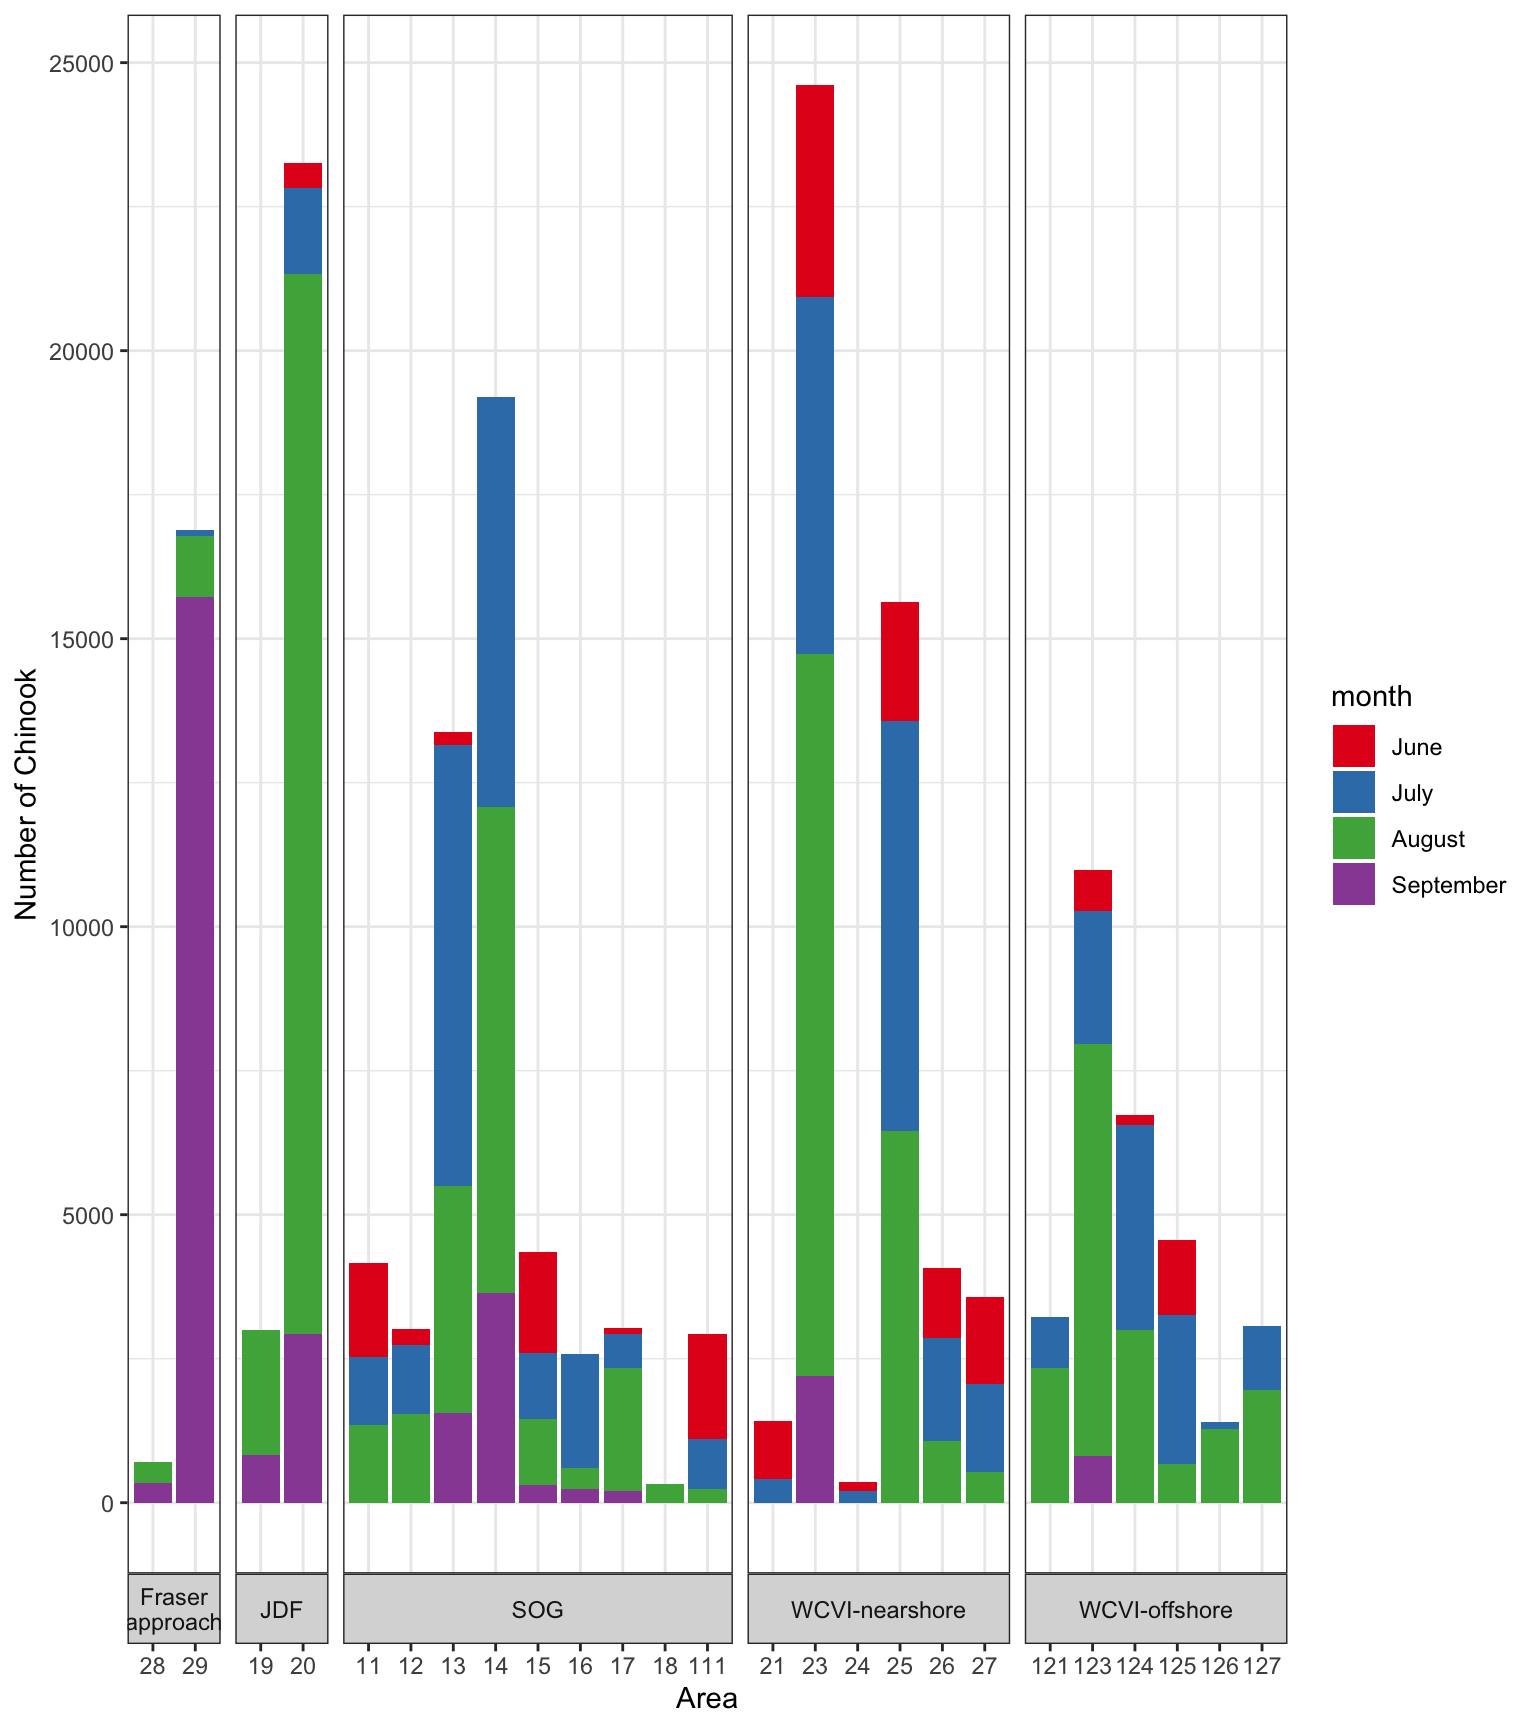 25000
20000
15000
10000
5000
0
Number of Chinook
Fraser
approach
JDF
SOG
WCVI-nearshore
WCVI-offshore
28 29 19 20 11 12 13 14 15 16 17 18 111 21 23 24 25 26 27 121 123 124 125 126 127
Area
month
June
July
August
September